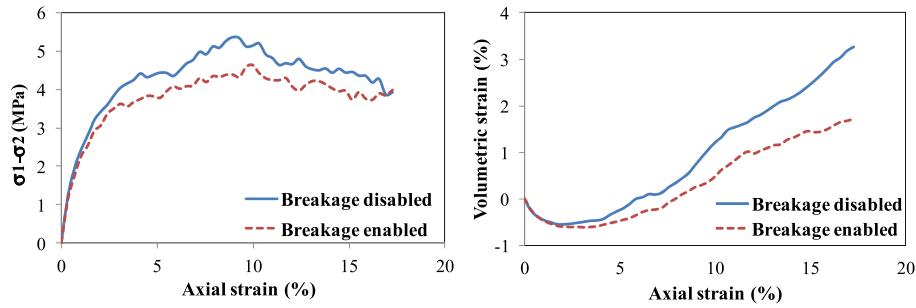 6
5
4
3
2
1
0
0
5
10
15
20
σ1-σ2 (MPa)
Axial strain (%)
Breakage disabled
Breakage enabled
4
3
2
1
0
-1
0
5
10
15
20
Volumetric strain (%)
Axial strain (%)
Breakage disabled
Breakage enabled